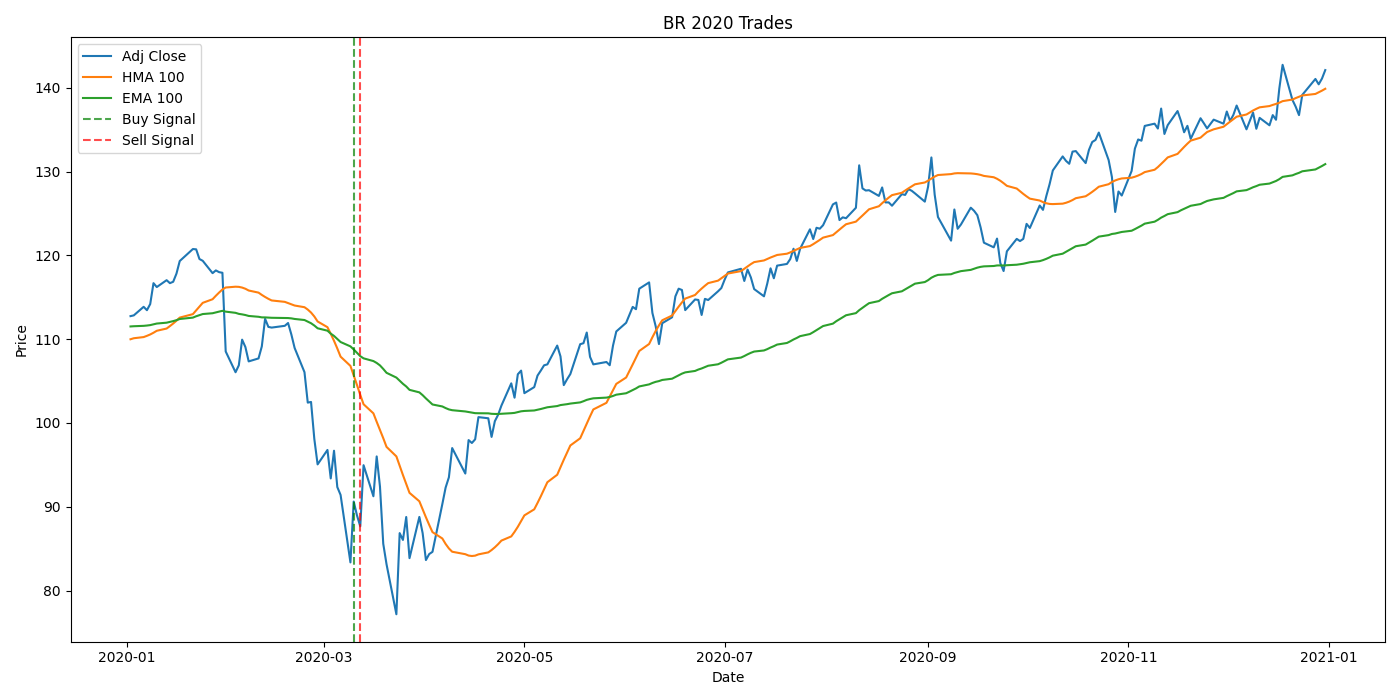 BR 2020 Trades
Adj Close
HMA 100
EMA 100
Buy Signal
Sell Signal
Price
140
130
120
110
100
90
80
2020-01
2020-03
2020-05
2020-07
2020-09
2020-11
2021-01
Date